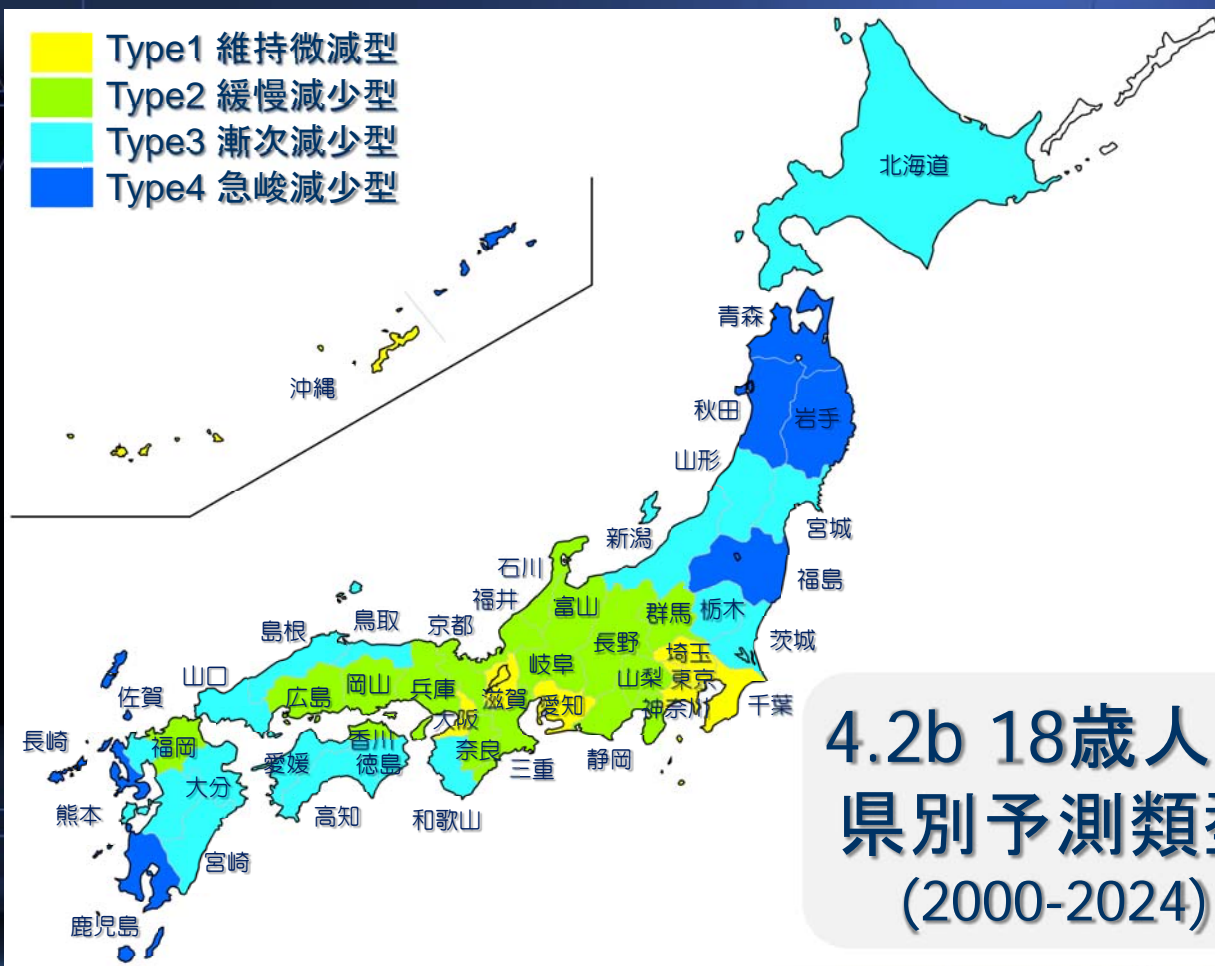 Type1 維持微減型
Type2 緩慢減少型
Type3 漸次減少型
Type4 急峻減少型
北海道
青森
沖縄
秋田
岩手
山形
宮城
新潟
石川
福島
福井
富山
群馬
栃木
鳥取
京都
島根
長野
茨城
埼玉
岐阜
山口
山梨
東京
佐賀
広島
岡山
兵庫
滋賀
愛知
千葉
神奈川
大阪
長崎
福岡
香川
奈良
静岡
愛媛
徳島
三重
大分
熊本
高知
和歌山
宮崎
鹿児島
4.2b 18歳人
県別予測類型
(2000-2024)